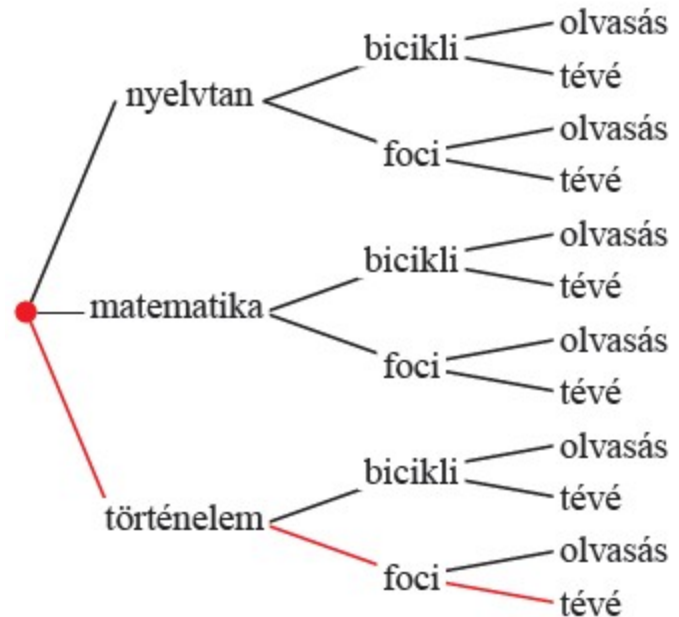 olvasás
bicikli
tévé
nyelvtan
olvasás
foci
tévé
olvasás
bicikli
tévé
matematika
olvasás
foci
tévé
olvasás
bicikli
tévé
történelem
olvasás
foci
tévé